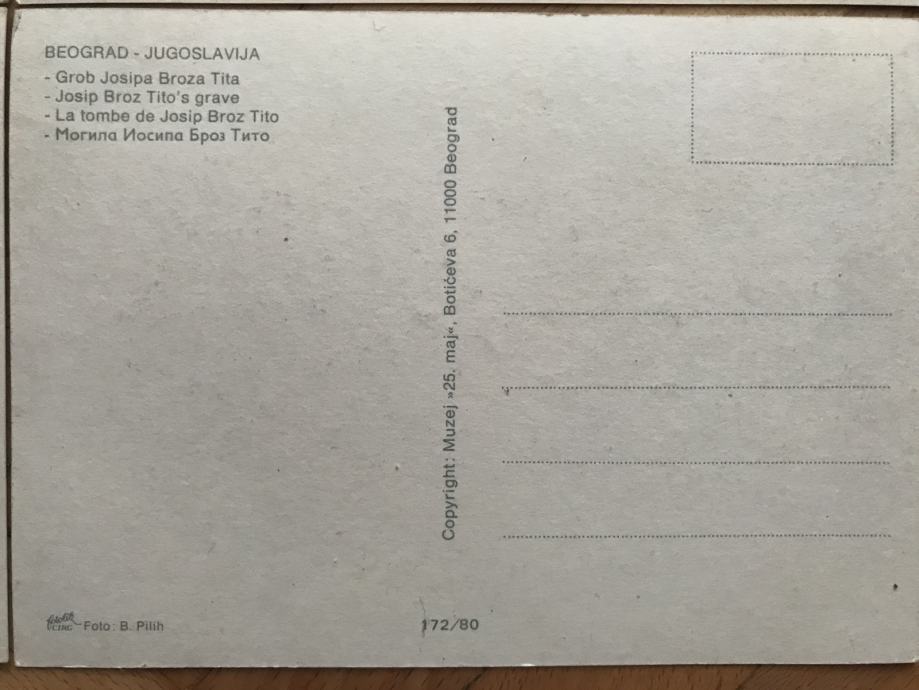 BEOGRAD - JUGOSLAVIJA
- Grob Josipa Broza Tita
- Josip Broz Tito's grave
- La tombe de Josip Broz Tito
- Могила Иосипа Броз Тито
Copyright: Muzej »25. maj«, Botićeva 6, 11000 Beograd
Foto: B. Pilih
172/80